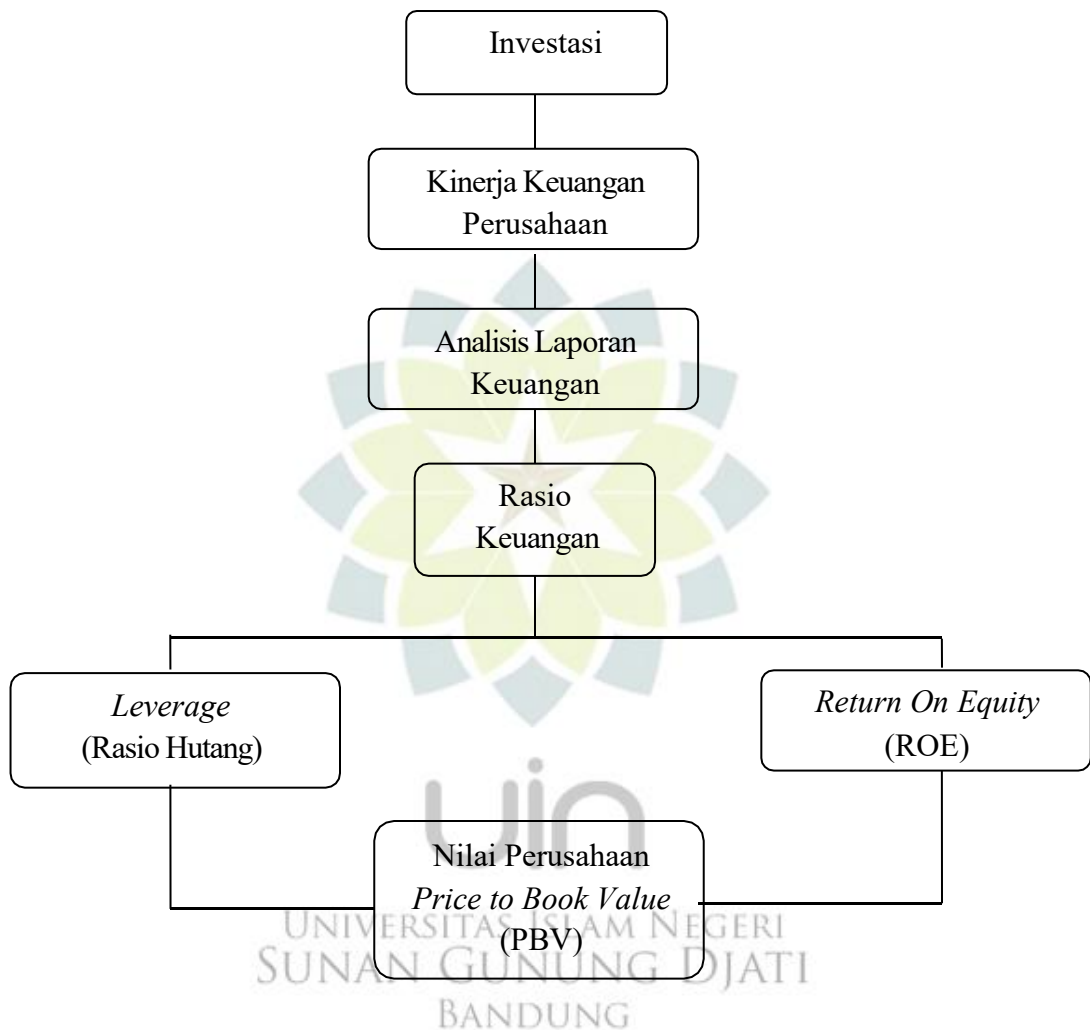 Investasi
Kinerja Keuangan
Perusahaan
Analisis Laporan
Keuangan
Rasio
Keuangan
Leverage
(Rasio Hutang)
Return On Equity
(ROE)
uin
Nilai Perusahaan
Price to Book Value
(PBV)
UNIVERSITAS ISLAM NEGERI
SUNAN GUNUNG DJATI
BANDUNG